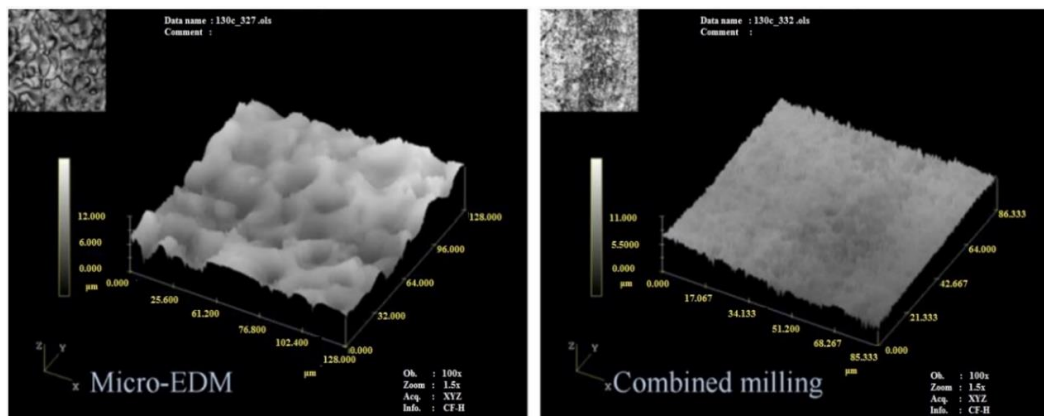 Data name : 130c_327 .ols
Comment :
12.000
6.000
0.000
μm
0.000
25.600
61.200
76.800
102.400
128.000
μm
0.000
32.000
64.000
96.000
128.000
Z
Y
X
Micro-EDM
Ob. : 100x
Zoom : 1.5x
Acq. : XYZ
Info. : CF-H
Data name : 130c_332.ols
Comment :
11.000
5.5000
0.000
μm
0.000
17.067
34.133
51.200
68.267
85.333
μm
0.000
21.333
42.667
64.000
86.333
Z
Y
X
Combined milling
Ob. : 100x
Zoom : 1.5x
Acq. : XYZ
Info. : CF-H